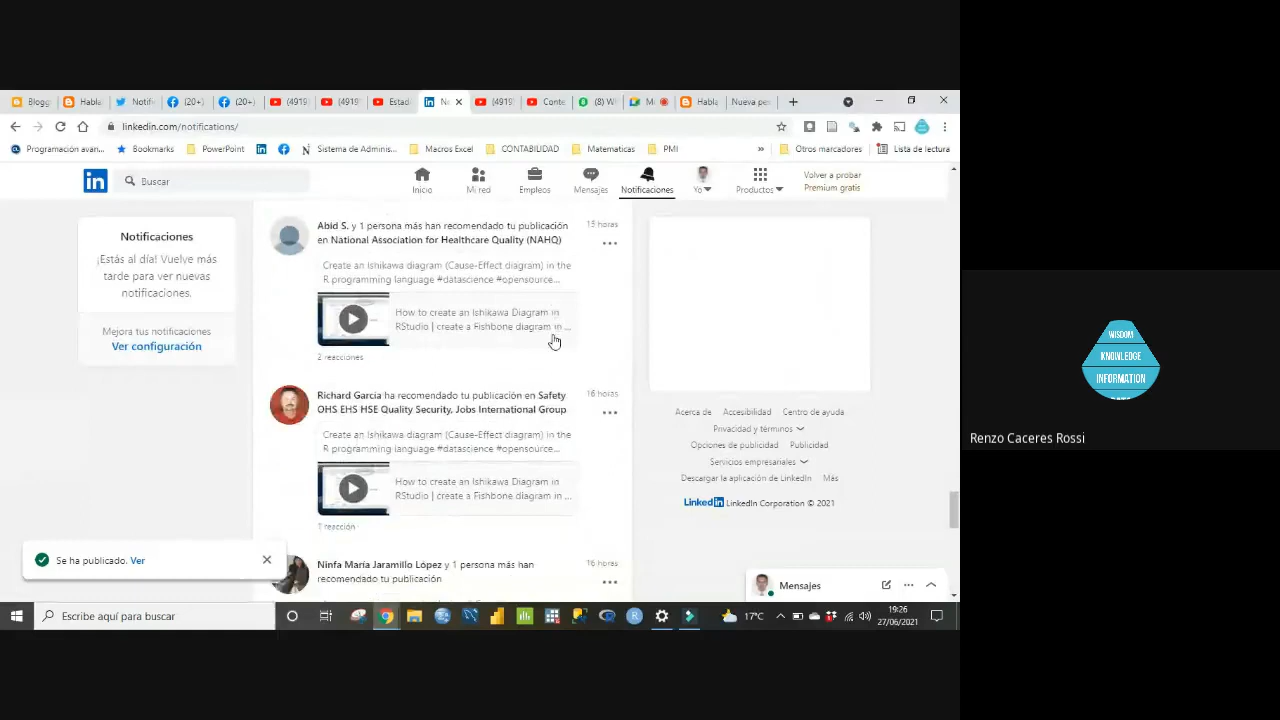 Blogg
Habla
Notifi
(20+)
(20+)
(4919
(4919
Estadí
No
(4919
Conte
(8) W
M
Habla
Nueva pe
linkedin.com/notifications/
Programación avan...
Bookmarks
PowerPoint
Sistema de Adminis...
Macros Excel
CONTABILIDAD
Matematicas
PMI
»
Otros marcadores
Lista de lectura
in
Buscar
Inicio
Mi red
Empleos
Mensajes
Notificaciones
Yo
Productos
Volver a probar
Premium gratis
Notificaciones
¡Estás al día! Vuelve más
tarde para ver nuevas
notificaciones.
Mejora tus notificaciones
Ver configuración
Abid S. y 1 persona más han recomendado tu publicación
en National Association for Healthcare Quality (NAHQ)
Create an Ishikawa diagram (Cause-Effect diagram) in the
R programming language #datascience #opensource...
How to create an Ishikawa Diagram in
RStudio | create a Fishbone diagram in ...
2 reacciones
13 horas
Richard Garcia ha recomendado tu publicación en Safety
OHS EHS HSE Quality Security, Jobs International Group
Create an Ishikawa diagram (Cause-Effect diagram) in the
R programming language #datascience #opensource...
How to create an Ishikawa Diagram in
RStudio | create a Fishbone diagram in ...
1 reacción
16 horas
Ninfa María Jaramillo López y 1 persona más han
recomendado tu publicación
16 horas
Acerca de
Accesibilidad
Centro de ayuda
Privacidad y términos
Opciones de publicidad
Publicidad
Servicios empresariales
Descargar la aplicación de LinkedIn
Más
LinkedIn LinkedIn Corporation © 2021
Se ha publicado. Ver
Mensajes
Escribe aquí para buscar
17°C
19:26
27/06/2021
WISDOM
KNOWLEDGE
INFORMATION
Renzo Caceres Rossi